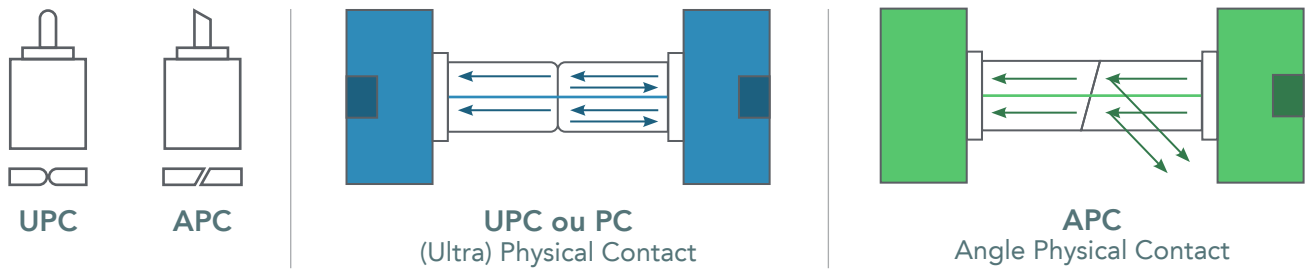 UPC
APC
UPC ou PC
(Ultra) Physical Contact
APC
Angle Physical Contact